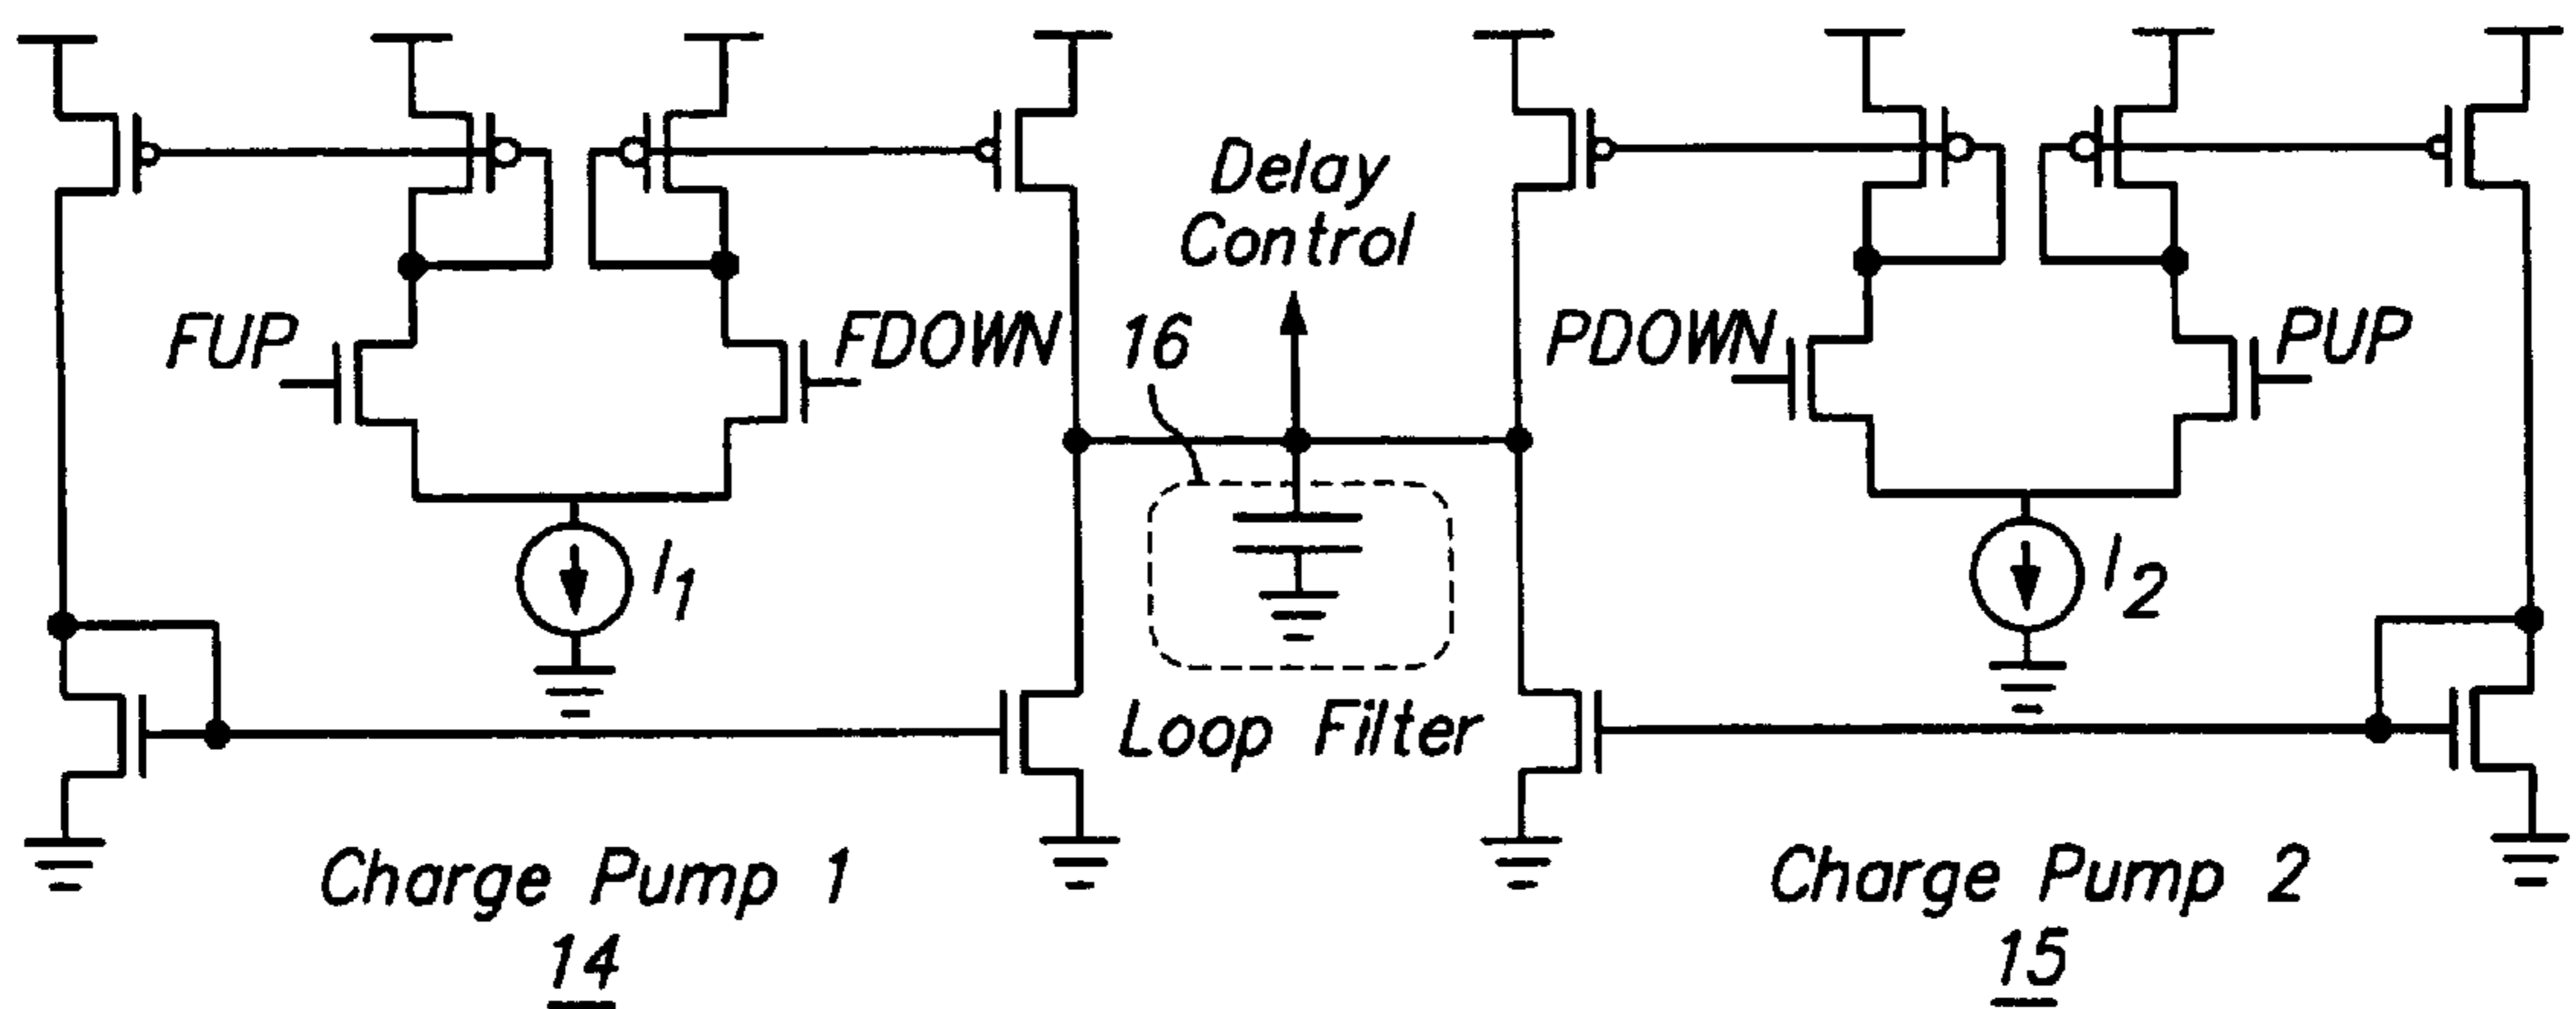 Delay
Control
FUP
FDOWN
16
PDOWN
PUP
I1
I2
Loop Filter
Charge Pump 1
14
Charge Pump 2
15